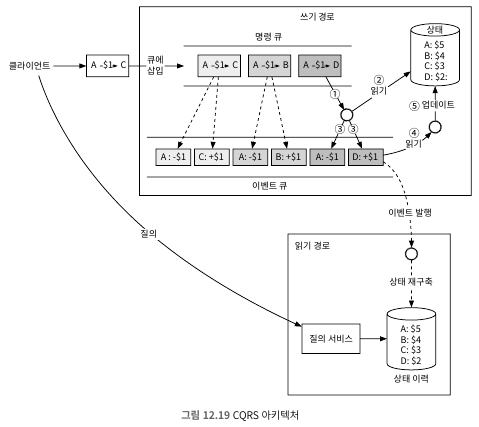 쓰기 경로
명령 큐
상태
클라이언트
A -$1► C
큐에
삽입
A -$1► C
A -$1► B
A -$1► D
A: $5
B: $4
C: $3
D: $2:
①
②
읽기
③
③
④
읽기
⑤ 업데이트
A : -$1
C: +$1
A: -$1
B: +$1
A: -$1
D: +$1
이벤트 큐
이벤트 발행
질의
읽기 경로
상태 재구축
질의 서비스
A: $5
B: $4
C: $3
D: $2
상태 이력
그림 12.19 CQRS 아키텍처